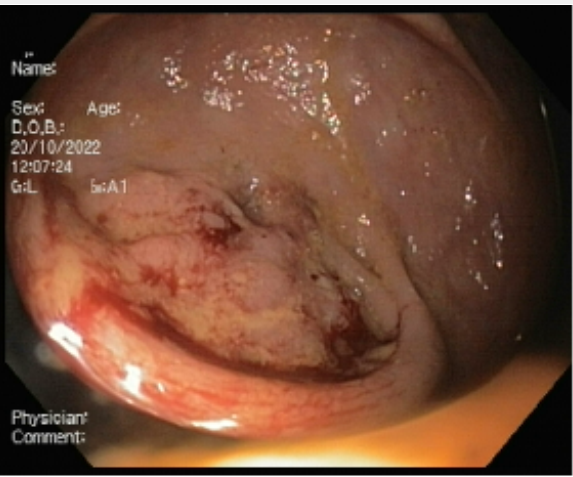 Name:
Sex: Age:
D.O.B.:
20/10/2022
12:07:24
G:L E:A1
Physician:
Comment: